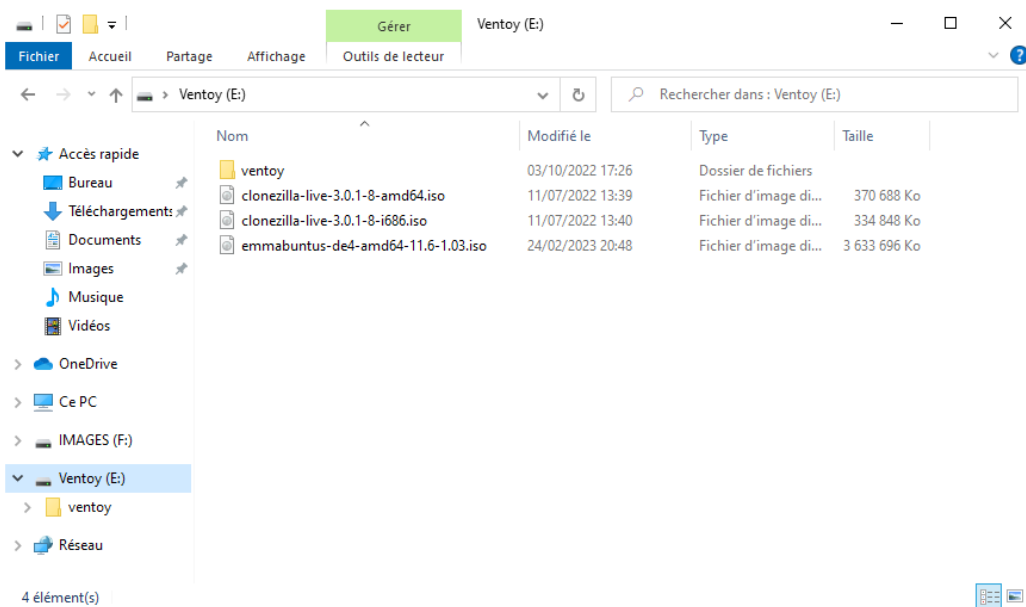 Gérer Ventoy (E:)
Fichier Accueil Partage Affichage Outils de lecteur
Ventoy (E:) Rechercher dans : Ventoy (E:)
Nom Modifié le Type Taille
Accès rapide
Bureau
Téléchargements
Documents
Images
Musique
Vidéos
OneDrive
Ce PC
IMAGES (F:)
Ventoy (E:)
ventoy
Réseau
ventoy 03/10/2022 17:26 Dossier de fichiers
clonezilla-live-3.0.1-8-amd64.iso 11/07/2022 13:39 Fichier d'image di... 370 688 Ko
clonezilla-live-3.0.1-8-i686.iso 11/07/2022 13:40 Fichier d'image di... 334 848 Ko
emmabuntus-de4-amd64-11.6-1.03.iso 24/02/2023 20:48 Fichier d'image di... 3 633 696 Ko
4 élément(s)